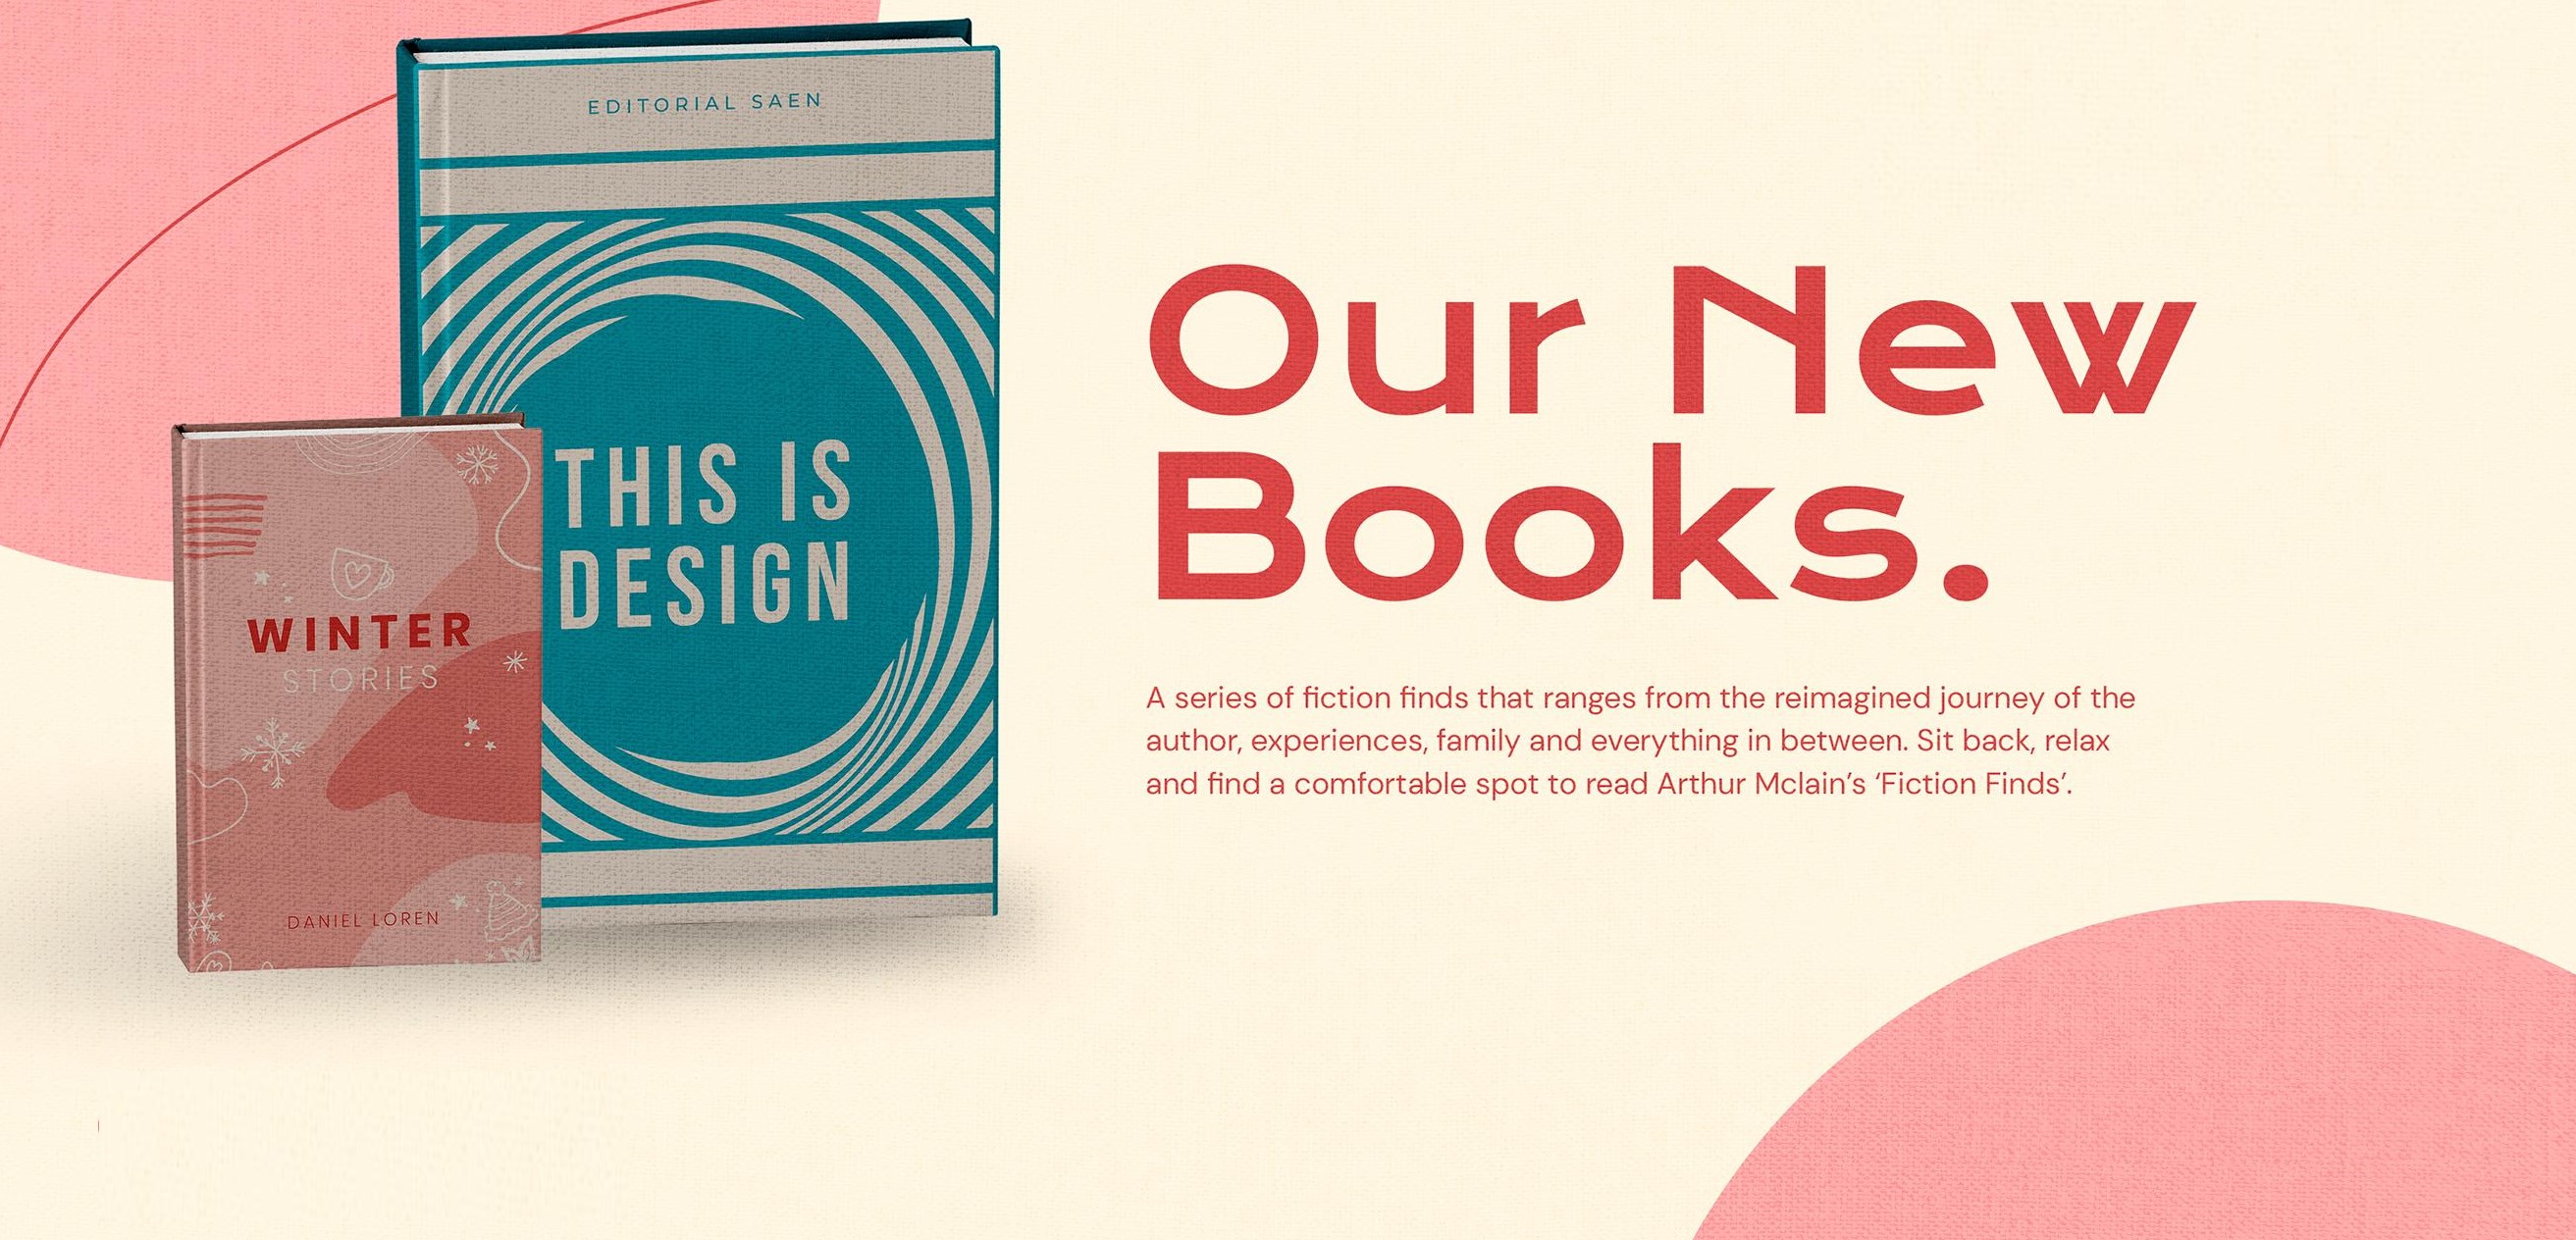 EDITORIAL SAEN
THIS IS
DESIGN
WINTER
STORIES
DANIEL LOREN
Our New
Books.
A series of fiction finds that ranges from the reimagined journey of the
author, experiences, family and everything in between. Sit back, relax
and find a comfortable spot to read Arthur Mclain’s ‘Fiction Finds’.